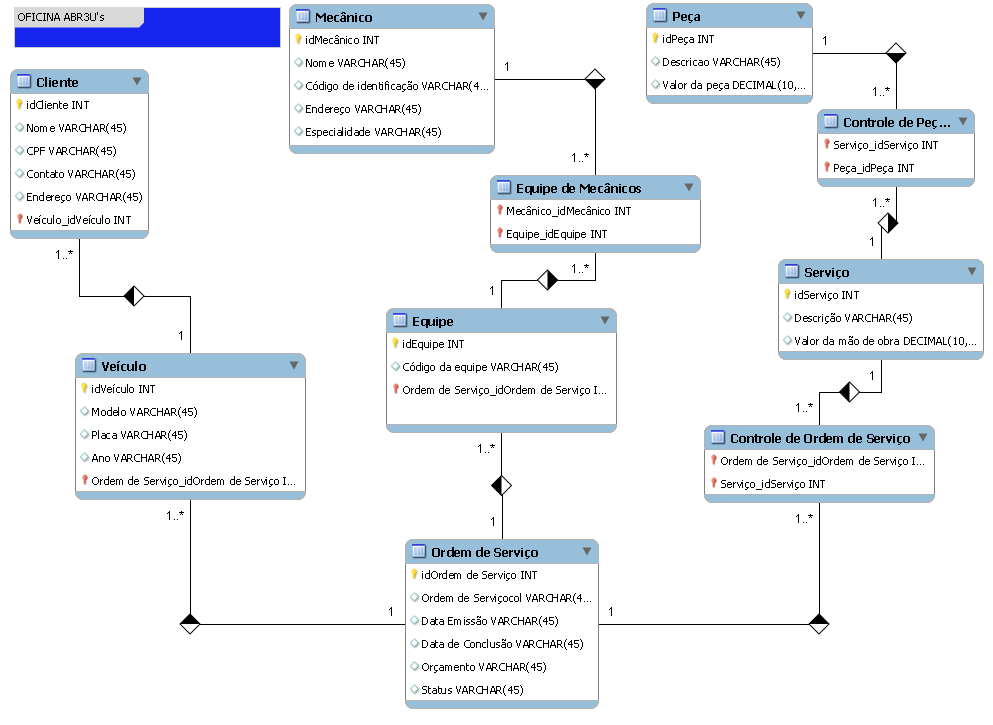 OFICINA ABR3U's
Mecânico
idMecânico INT
Nome VARCHAR(45)
Código de identificação VARCHAR(4...
Endereço VARCHAR(45)
Especialidade VARCHAR(45)
Peça
idPeça INT
Descricao VARCHAR(45)
Valor da peça DECIMAL(10,...
1
1..*
Cliente
idCliente INT
Nome VARCHAR(45)
CPF VARCHAR(45)
Contato VARCHAR(45)
Endereço VARCHAR(45)
Veículo_idVeículo INT
1
1..*
Controle de Peç...
Serviço_idServiço INT
Peça_idPeça INT
Equipe de Mecânicos
Mecânico_idMecânico INT
Equipe_idEquipe INT
1..*
1
1..*
1
1..*
1
Serviço
idServiço INT
Descrição VARCHAR(45)
Valor da mão de obra DECIMAL(10,...
Equipe
idEquipe INT
Código da equipe VARCHAR(45)
Ordem de Serviço_idOrdem de Serviço I...
Veículo
idVeículo INT
Modelo VARCHAR(45)
Placa VARCHAR(45)
Ano VARCHAR(45)
Ordem de Serviço_idOrdem de Serviço I...
1
1..*
Controle de Ordem de Serviço
Ordem de Serviço_idOrdem de Serviço I...
Serviço_idServiço INT
1..*
1
1..*
1
1..*
1
Ordem de Serviço
idOrdem de Serviço INT
Ordem de Serviçocol VARCHAR(4...
Data Emissão VARCHAR(45)
Data de Conclusão VARCHAR(45)
Orçamento VARCHAR(45)
Status VARCHAR(45)